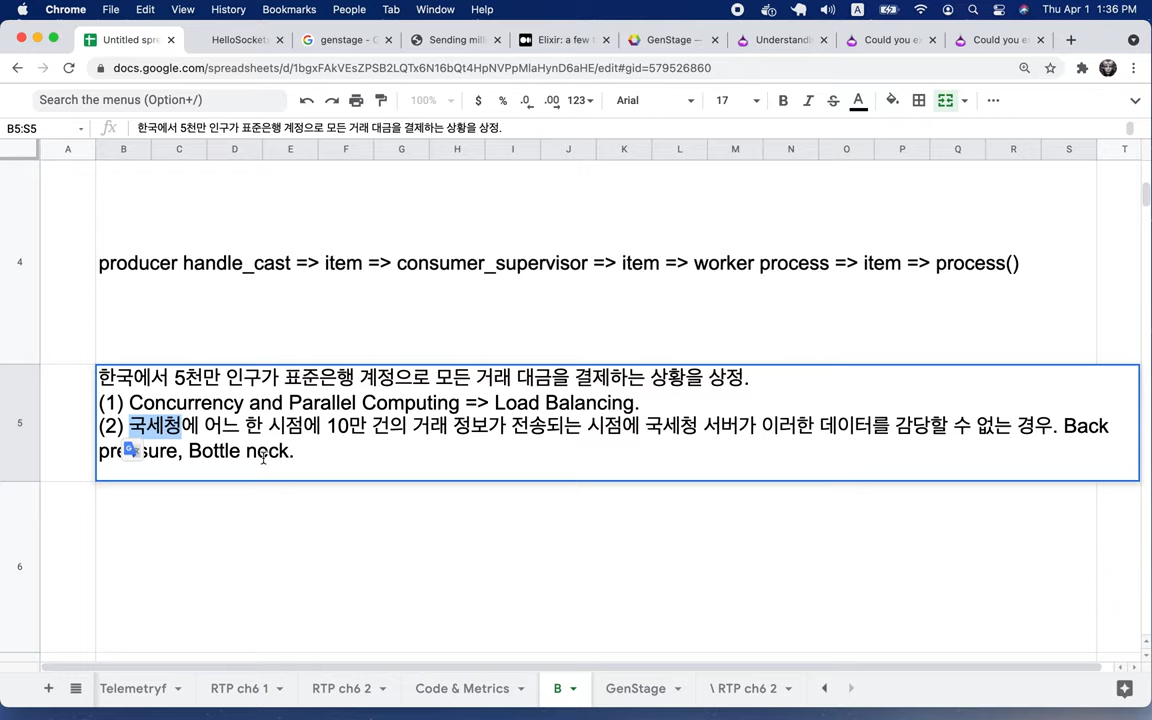 Chrome File Edit View History Bookmarks People Tab Window Help A Thu Apr 1 1:36 PM
Untitled spre HelloSocket genstage - Sending mill Elixir: a few t GenStage — Understand Could you e Could you e
docs.google.com/spreadsheets/d/1bgxFAkVEsZPSB2LQTx6N16bQt4HpNVPpMlaHynD6aHE/edit#gid=579526860
Search the menus (Option+/) 100% $ % .0 .00 123 Arial 17 B I S A
B5:S5 fx 한국에서 5천만 인구가 표준은행 계정으로 모든 거래 대금을 결제하는 상황을 상정.
A B C D E F G H I J K L M N O P Q R S T
4 producer handle_cast => item => consumer_supervisor => item => worker process => item => process()
한국에서 5천만 인구가 표준은행 계정으로 모든 거래 대금을 결제하는 상황을 상정.
(1) Concurrency and Parallel Computing => Load Balancing.
5 (2) 국세청에 어느 한 시점에 10만 건의 거래 정보가 전송되는 시점에 국세청 서버가 이러한 데이터를 감당할 수 없는 경우. Back
pressure, Bottle neck.
6
Telemetryf RTP ch6 1 RTP ch6 2 Code & Metrics B GenStage \ RTP ch6 2